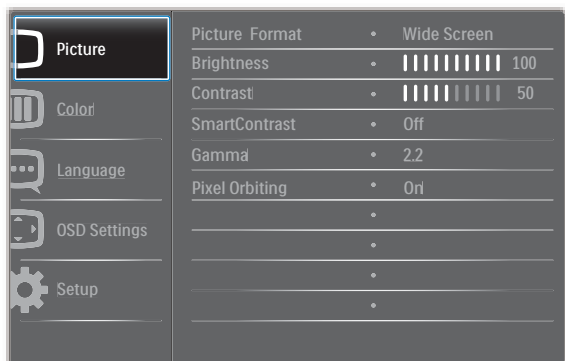 Picture
Color
Language
OSD Settings
Setup
Picture Format • Wide Screen
Brightness • 100
Contrast • 50
SmartContrast • Off
Gamma • 2.2
Pixel Orbiting • On
•
•
•
•